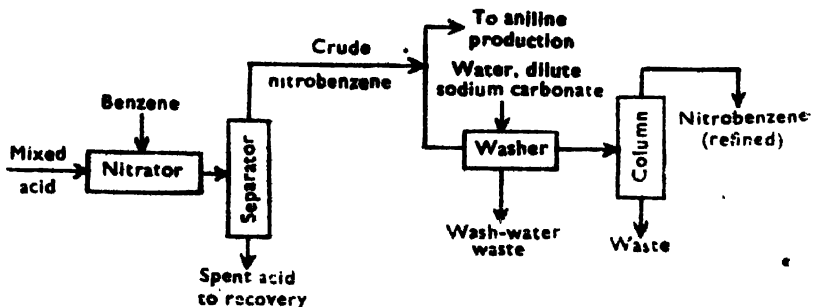 To aniline
production
Crude
nitrobenzene
Water, dilute
sodium carbonate
Benzene
Nitrobenzene
(refined)
Mixed
acid
Nitrator
Separator
Washer
Column
Wash-water
waste
Waste
Spent acid
to recovery